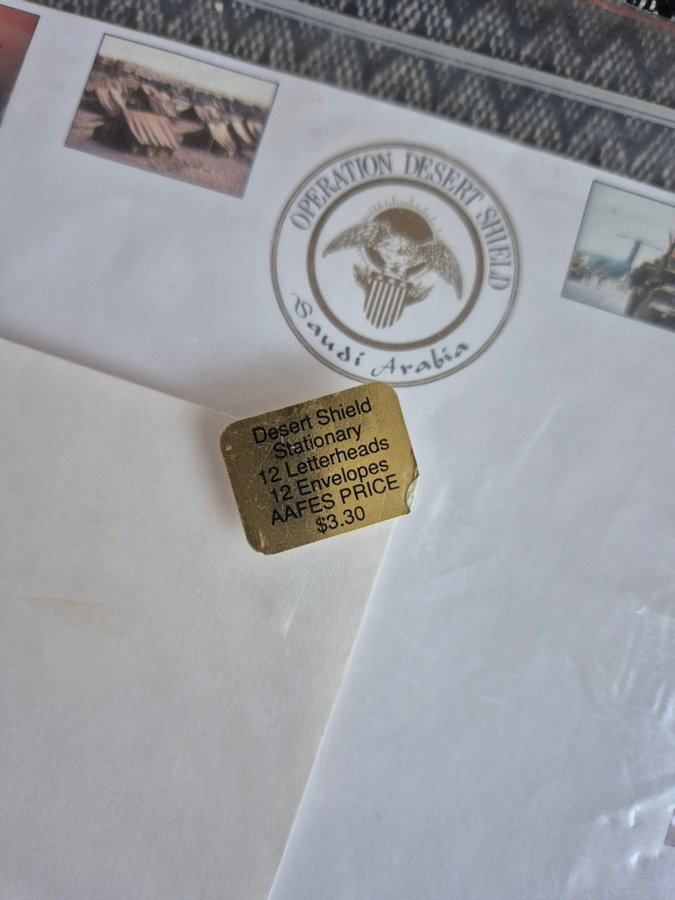 OPERATION DESERT SHIELD
Saudi Arabia
Desert Shield
Stationary
12 Letterheads
12 Envelopes
AAFES PRICE
$3.30